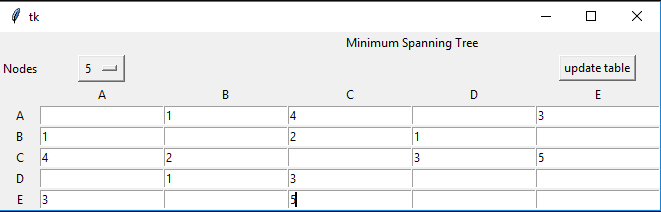 tk
Minimum Spanning Tree
Nodes 5 update table
A B C D E
A 1 4 3
B 1 2 1
C 4 2 3 5
D 1 3
E 3 5